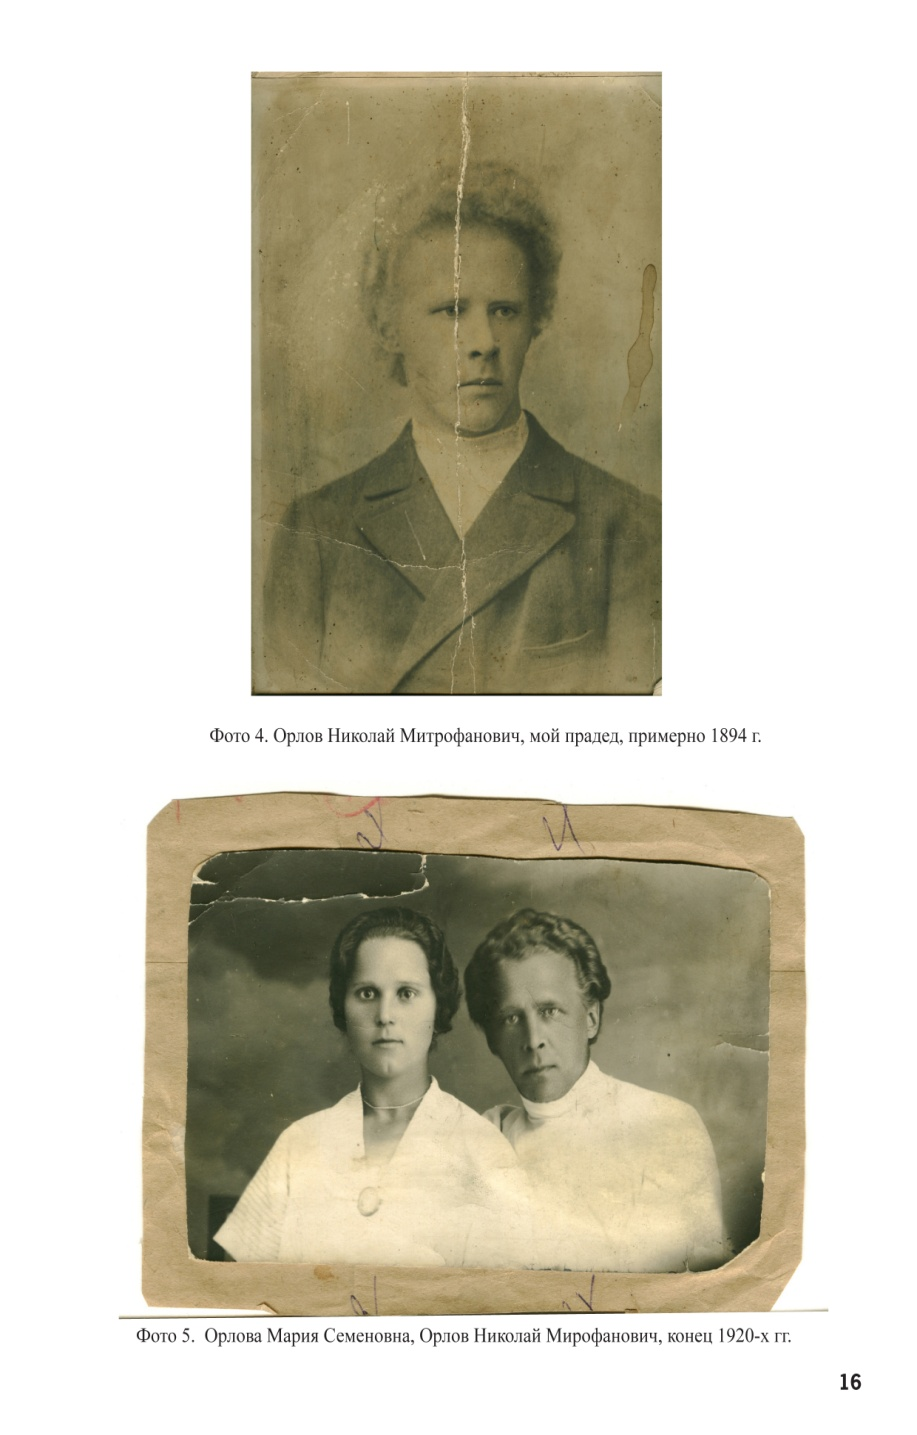 Фото 4. Орлов Николай Митрофанович, мой прадед, примерно 1894 г.
Фото 5. Орлова Мария Семеновна, Орлов Николай Мирофанович, конец 1920-х гг.
16